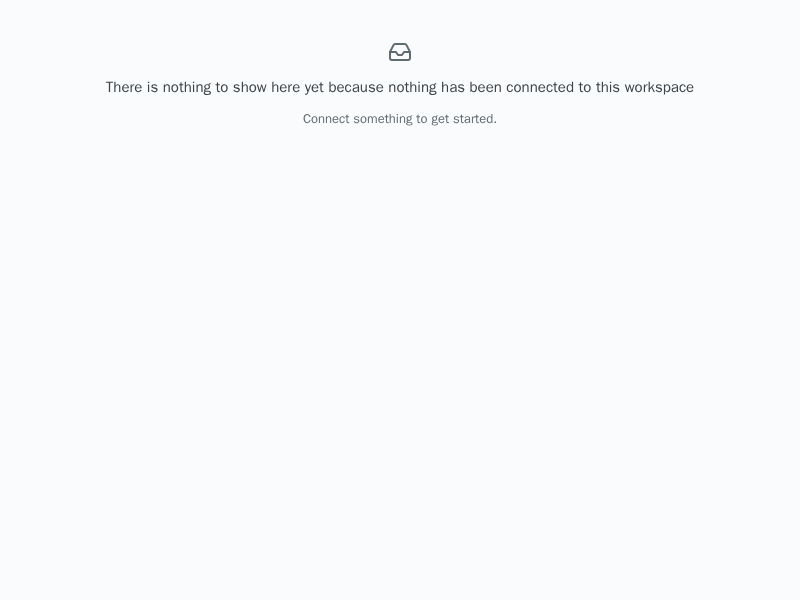 There is nothing to show here yet because nothing has been connected to this workspace
Connect something to get started.